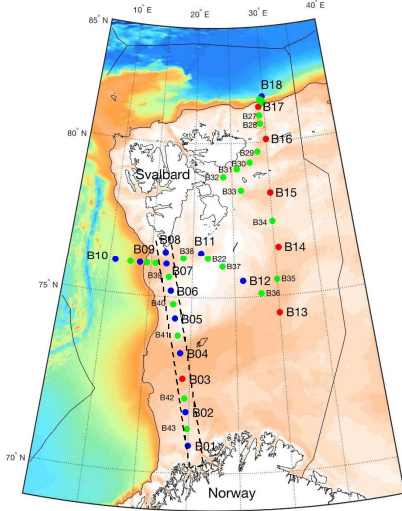 85° N
10° E
20° E
30° E
40° E
B18
B17
B27
B28
80° N
B16
B29
B30
B31
B32
Svalbard
B33
B15
B34
B08
B11
B14
B10
B09
B38
B22
B37
B07
B39
B12
B35
B36
75° N
B06
B40
B05
B13
B41
B04
B03
B42
B02
B43
B01
70° N
Norway